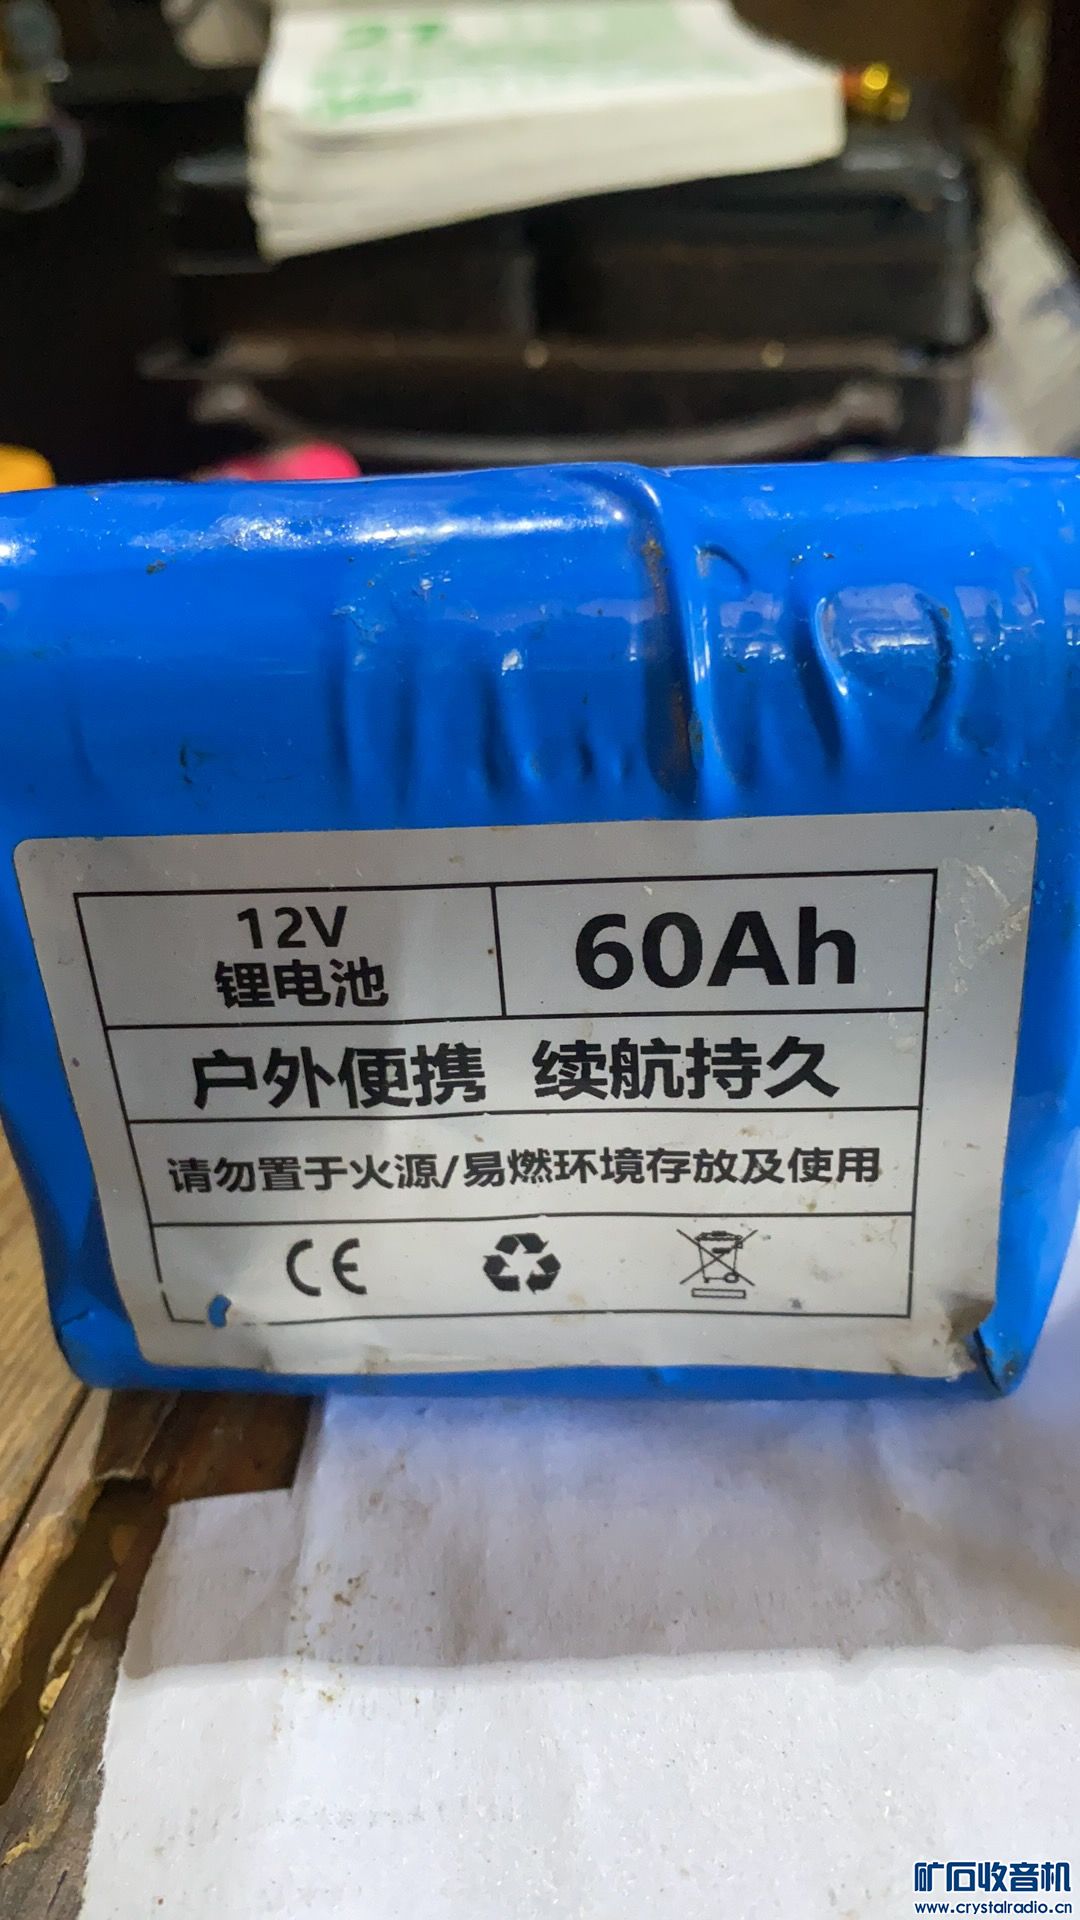 12V
锂电池
60Ah
户外便携 续航持久
请勿置于火源/易燃环境存放及使用
CE
矿石收音机
www.crystalradio.cn